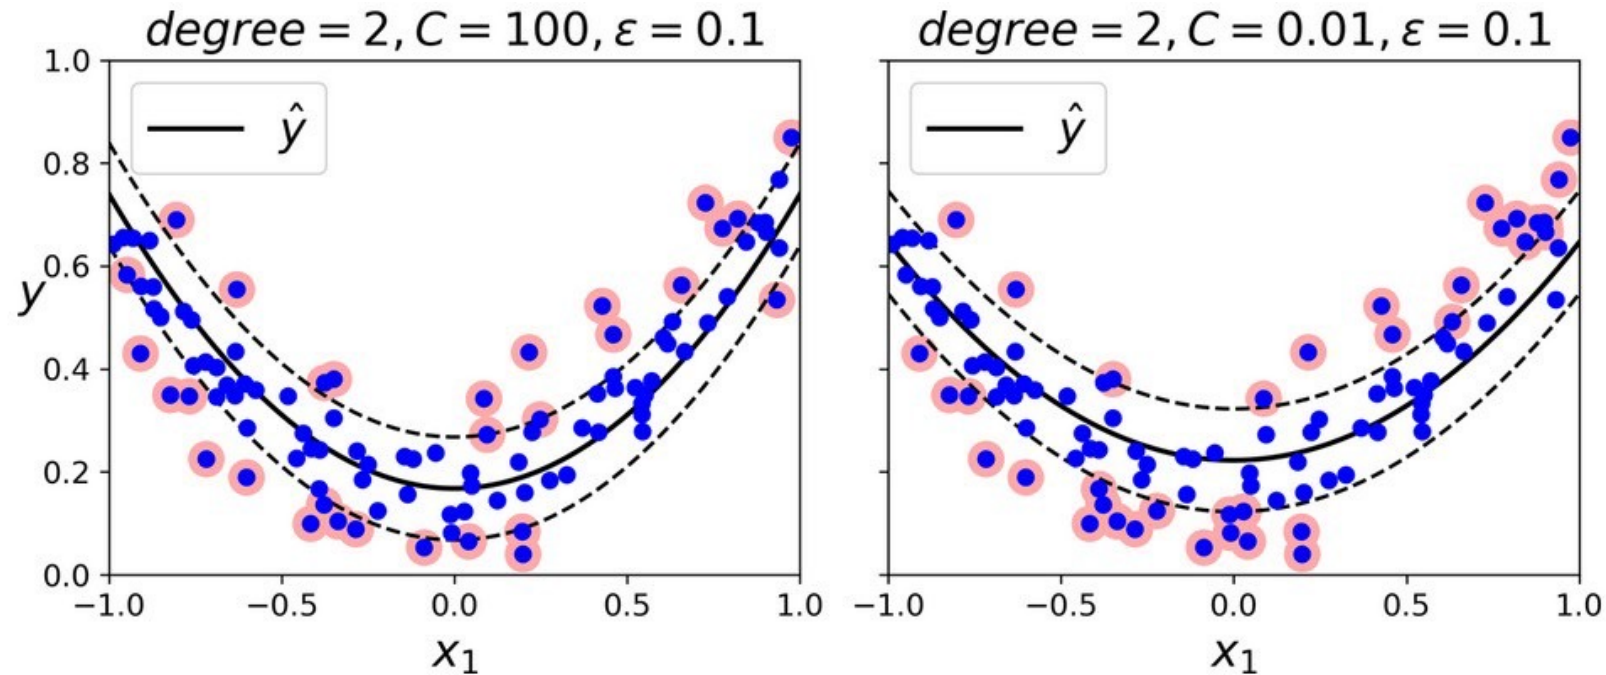 degree = 2, C = 100, ε = 0.1
degree = 2, C = 0.01, ε = 0.1
1.0
0.8
0.6
0.4
0.2
0.0
y
ŷ
ŷ
−1.0 −0.5 0.0 0.5 1.0
−1.0 −0.5 0.0 0.5 1.0
x₁
x₁